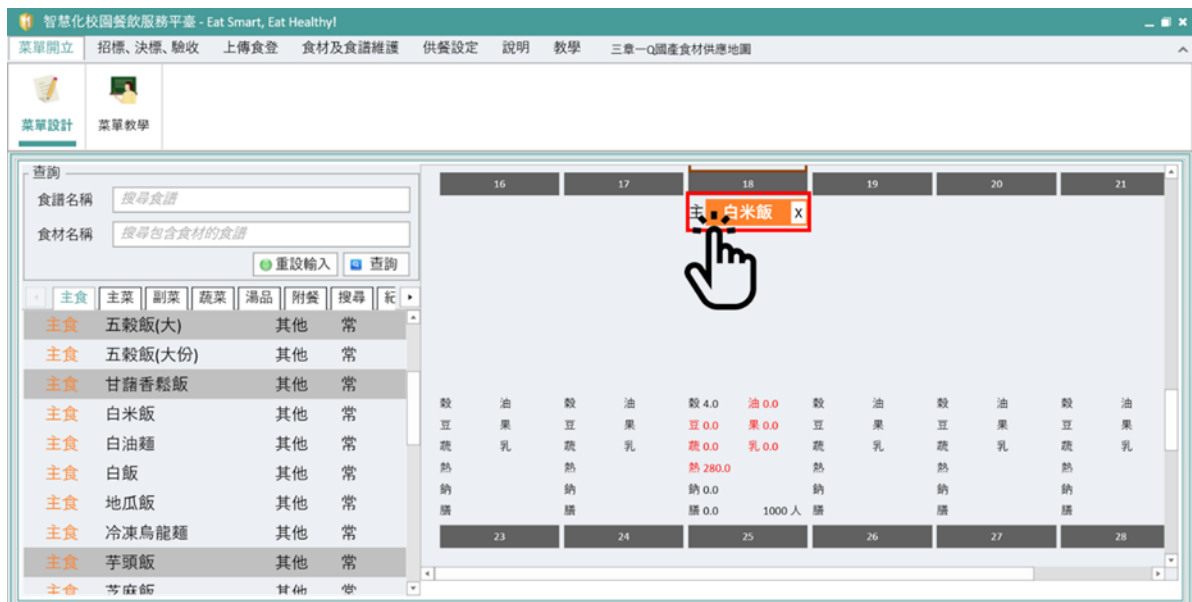 智慧化校園餐飲服務平臺 - Eat Smart, Eat Healthy!
菜單開立 招標、決標、驗收 上傳食登 食材及食譜維護 供餐設定 說明 教學 三章一Q國產食材供應地圖
菜單設計 菜單教學
查詢
食譜名稱 搜尋食譜
食材名稱 搜尋包含食材的食譜
重設輸入 查詢
主食 主菜 副菜 蔬菜 湯品 附餐 搜尋
主食 五穀飯(大) 其他 常
主食 五穀飯(大份) 其他 常
主食 甘藷香鬆飯 其他 常
主食 白米飯 其他 常
主食 白油麵 其他 常
主食 白飯 其他 常
主食 地瓜飯 其他 常
主食 冷凍烏龍麵 其他 常
主食 芋頭飯 其他 常
主食 芝麻飯 其他 常
16 17 18 19 20 21
主 白米飯 X
穀 油 穀 油 穀 4.0 油 0.0 穀 油 穀 油 穀 油
豆 果 豆 果 豆 0.0 果 0.0 豆 果 豆 果 豆 果
蔬 乳 蔬 乳 蔬 0.0 乳 0.0 蔬 乳 蔬 乳 蔬 乳
熱 熱 熱 280.0 熱 熱 熱
鈉 鈉 鈉 0.0 鈉 鈉 鈉
膳 膳 膳 0.0 1000 人 膳 膳 膳
23 24 25 26 27 28